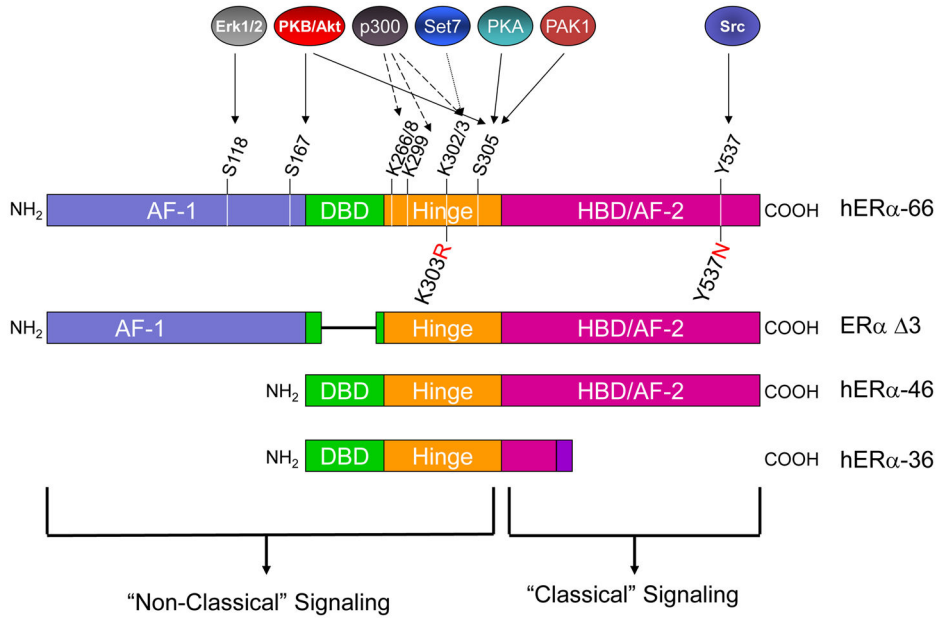 Erk1/2 PKB/Akt p300 Set7 PKA PAK1 Src
S118 S167 K266/8 K299 K302/3 S305 Y537
NH2 AF-1 DBD Hinge HBD/AF-2 COOH hERα-66
K303R Y537N
NH2 AF-1 Hinge HBD/AF-2 COOH ERα Δ3
NH2 DBD Hinge HBD/AF-2 COOH hERα-46
NH2 DBD Hinge COOH hERα-36
“Non-Classical” Signaling “Classical” Signaling